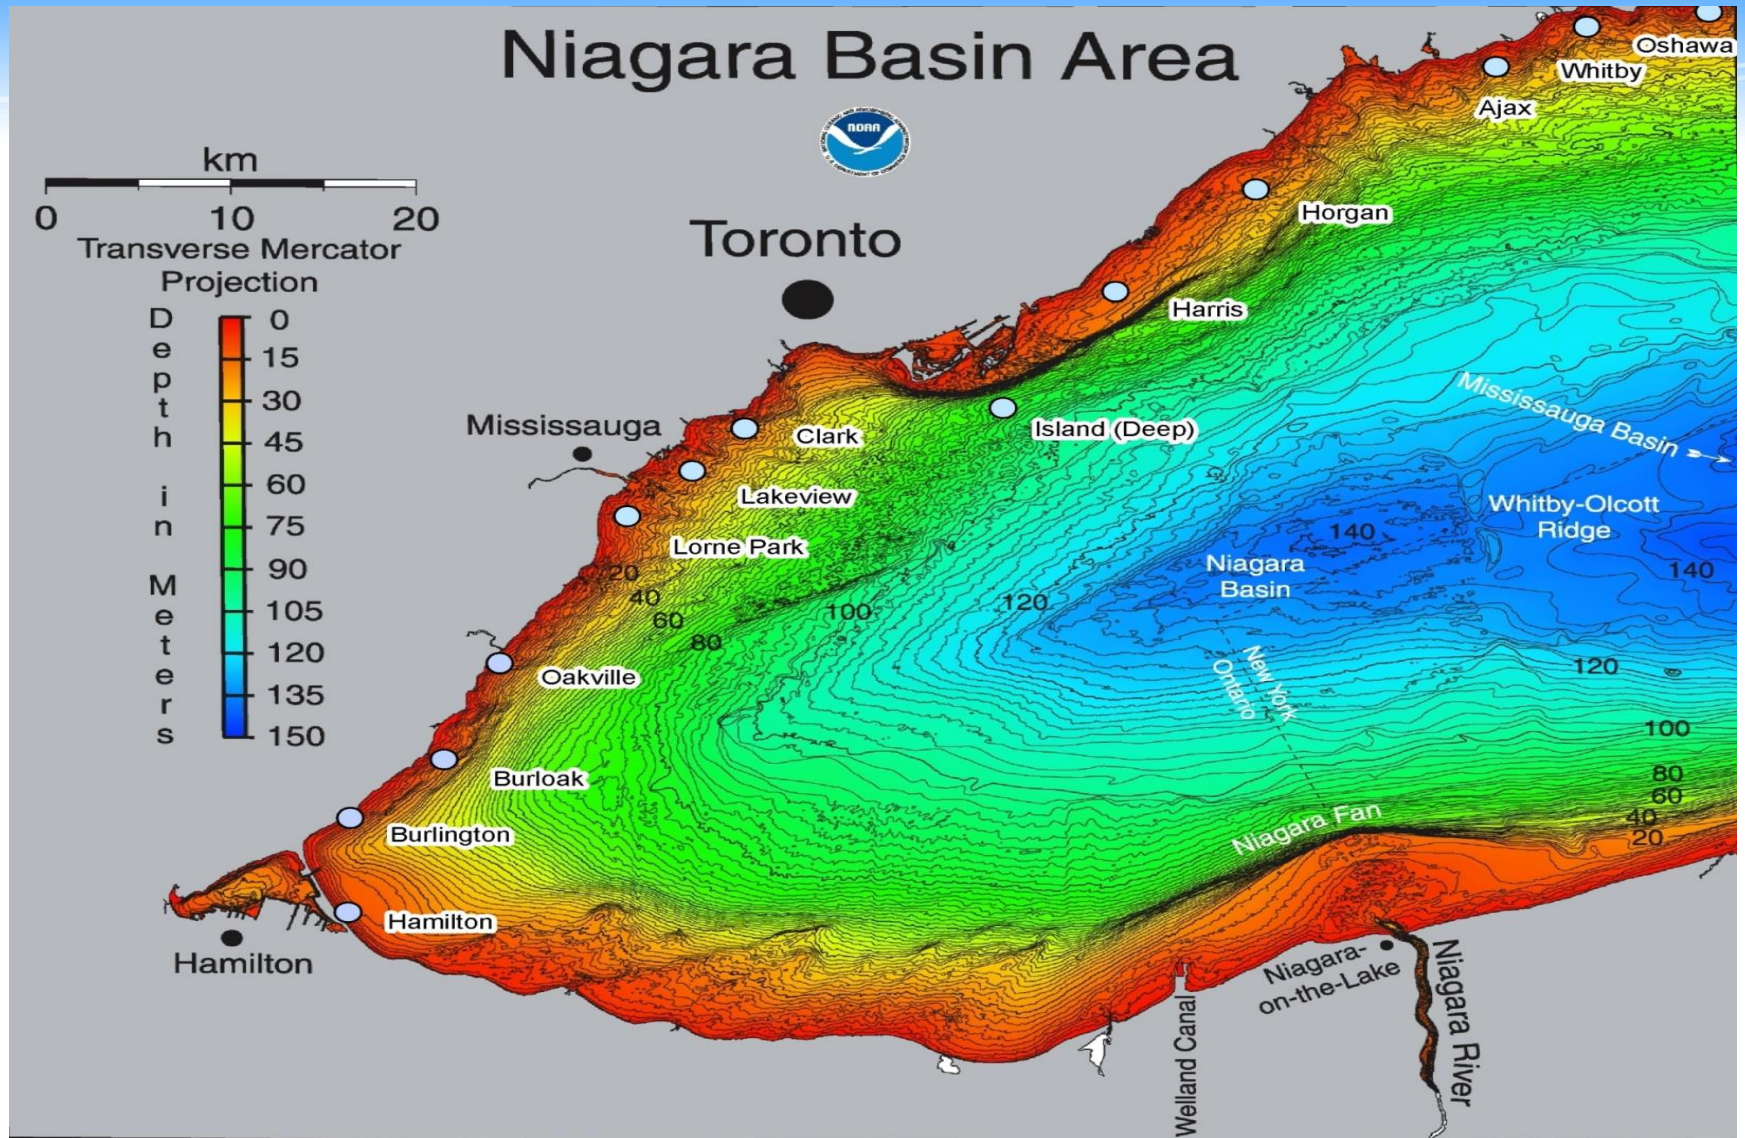 Niagara Basin Area
NOAA
km
0 10 20
Transverse Mercator
Projection
Depth in Meters
0
15
30
45
60
75
90
105
120
135
150
Toronto
Mississauga
Hamilton
Oshawa
Whitby
Ajax
Horgan
Harris
Island (Deep)
Clark
Lakeview
Lorne Park
Oakville
Burloak
Burlington
Hamilton
20
40
60
80
100
120
Mississauga Basin
Whitby-Olcott
Ridge
140
Niagara
Basin
140
New York
Ontario
120
100
80
60
40
20
Niagara Fan
Niagara-
on-the-Lake
Niagara River
Welland Canal